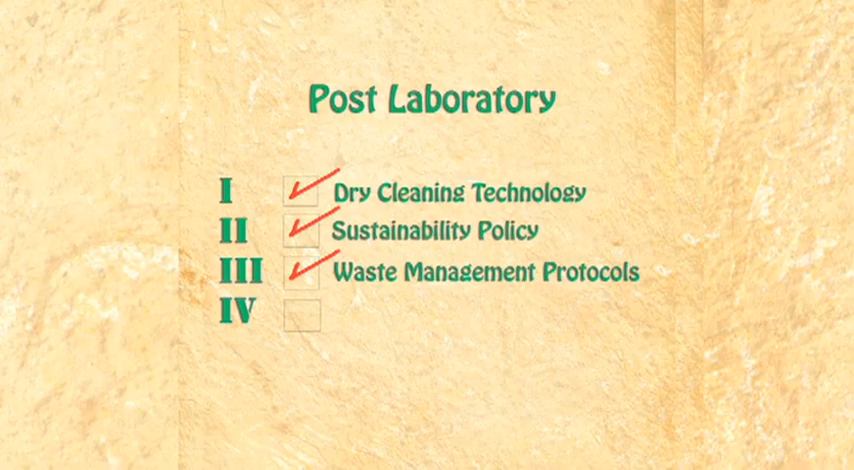 Post Laboratory
I Dry Cleaning Technology
II Sustainability Policy
III Waste Management Protocols
IV